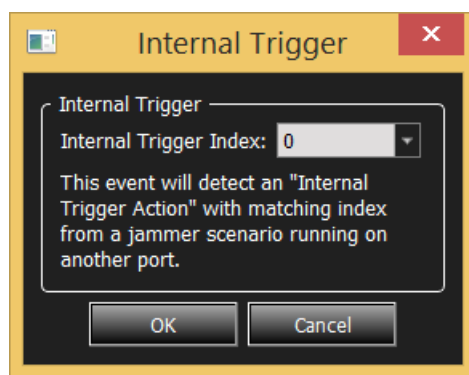 Internal Trigger
Internal Trigger
Internal Trigger Index: 0
This event will detect an "Internal
Trigger Action" with matching index
from a jammer scenario running on
another port.
OK Cancel